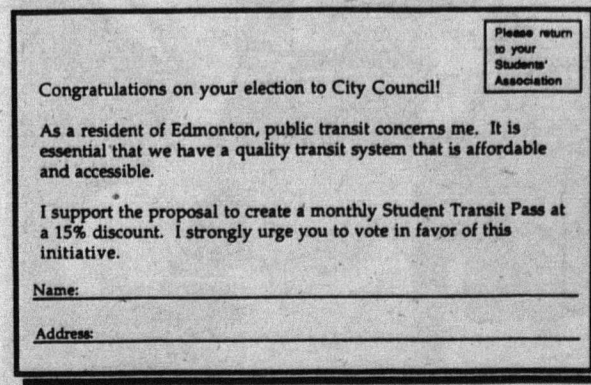 Please return
to your
Students'
Association
Congratulations on your election to City Council!
As a resident of Edmonton, public transit concerns me. It is
essential that we have a quality transit system that is affordable
and accessible.
I support the proposal to create a monthly Student Transit Pass at
a 15% discount. I strongly urge you to vote in favor of this
initiative.
Name:
Address: